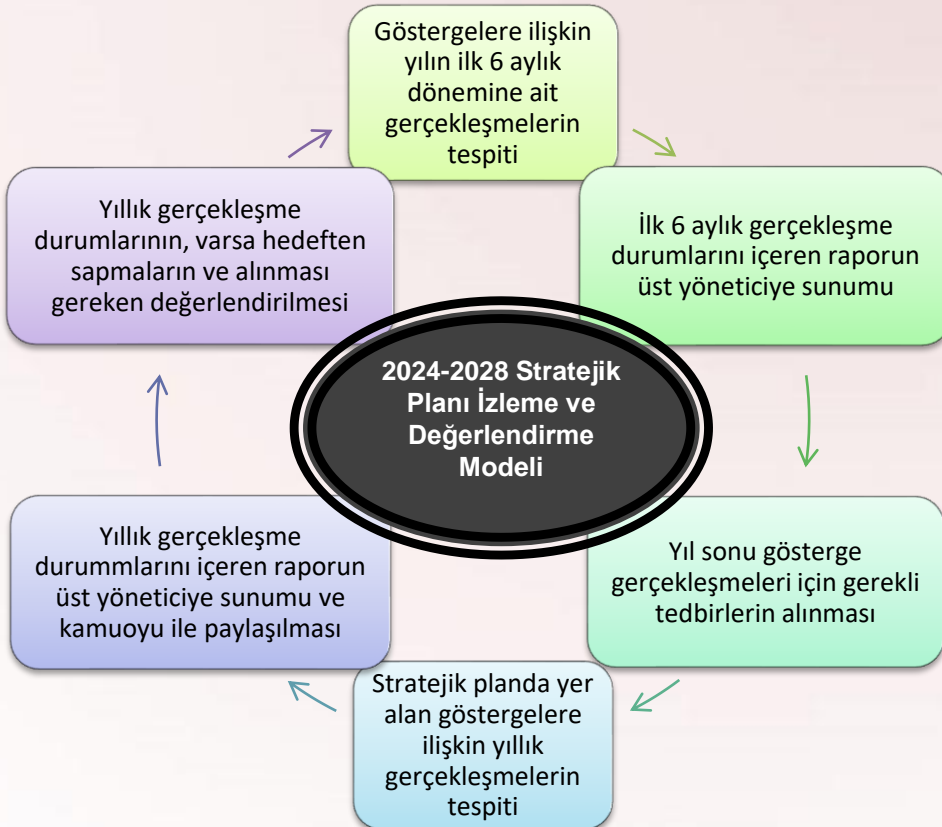 Göstergelere ilişkin
yılın ilk 6 aylık
dönemine ait
gerçekleşmelerin
tespiti
İlk 6 aylık gerçekleşme
durumlarını içeren raporun
üst yöneticiye sunumu
Yıl sonu gösterge
gerçekleşmeleri için gerekli
tedbirlerin alınması
Stratejik planda yer
alan göstergelere
ilişkin yıllık
gerçekleşmelerin
tespiti
Yıllık gerçekleşme
durummlarını içeren raporun
üst yöneticiye sunumu ve
kamuoyu ile paylaşılması
Yıllık gerçekleşme
durumlarının, varsa hedeften
sapmaların ve alınması
gereken değerlendirilmesi
2024-2028 Stratejik
Planı İzleme ve
Değerlendirme
Modeli